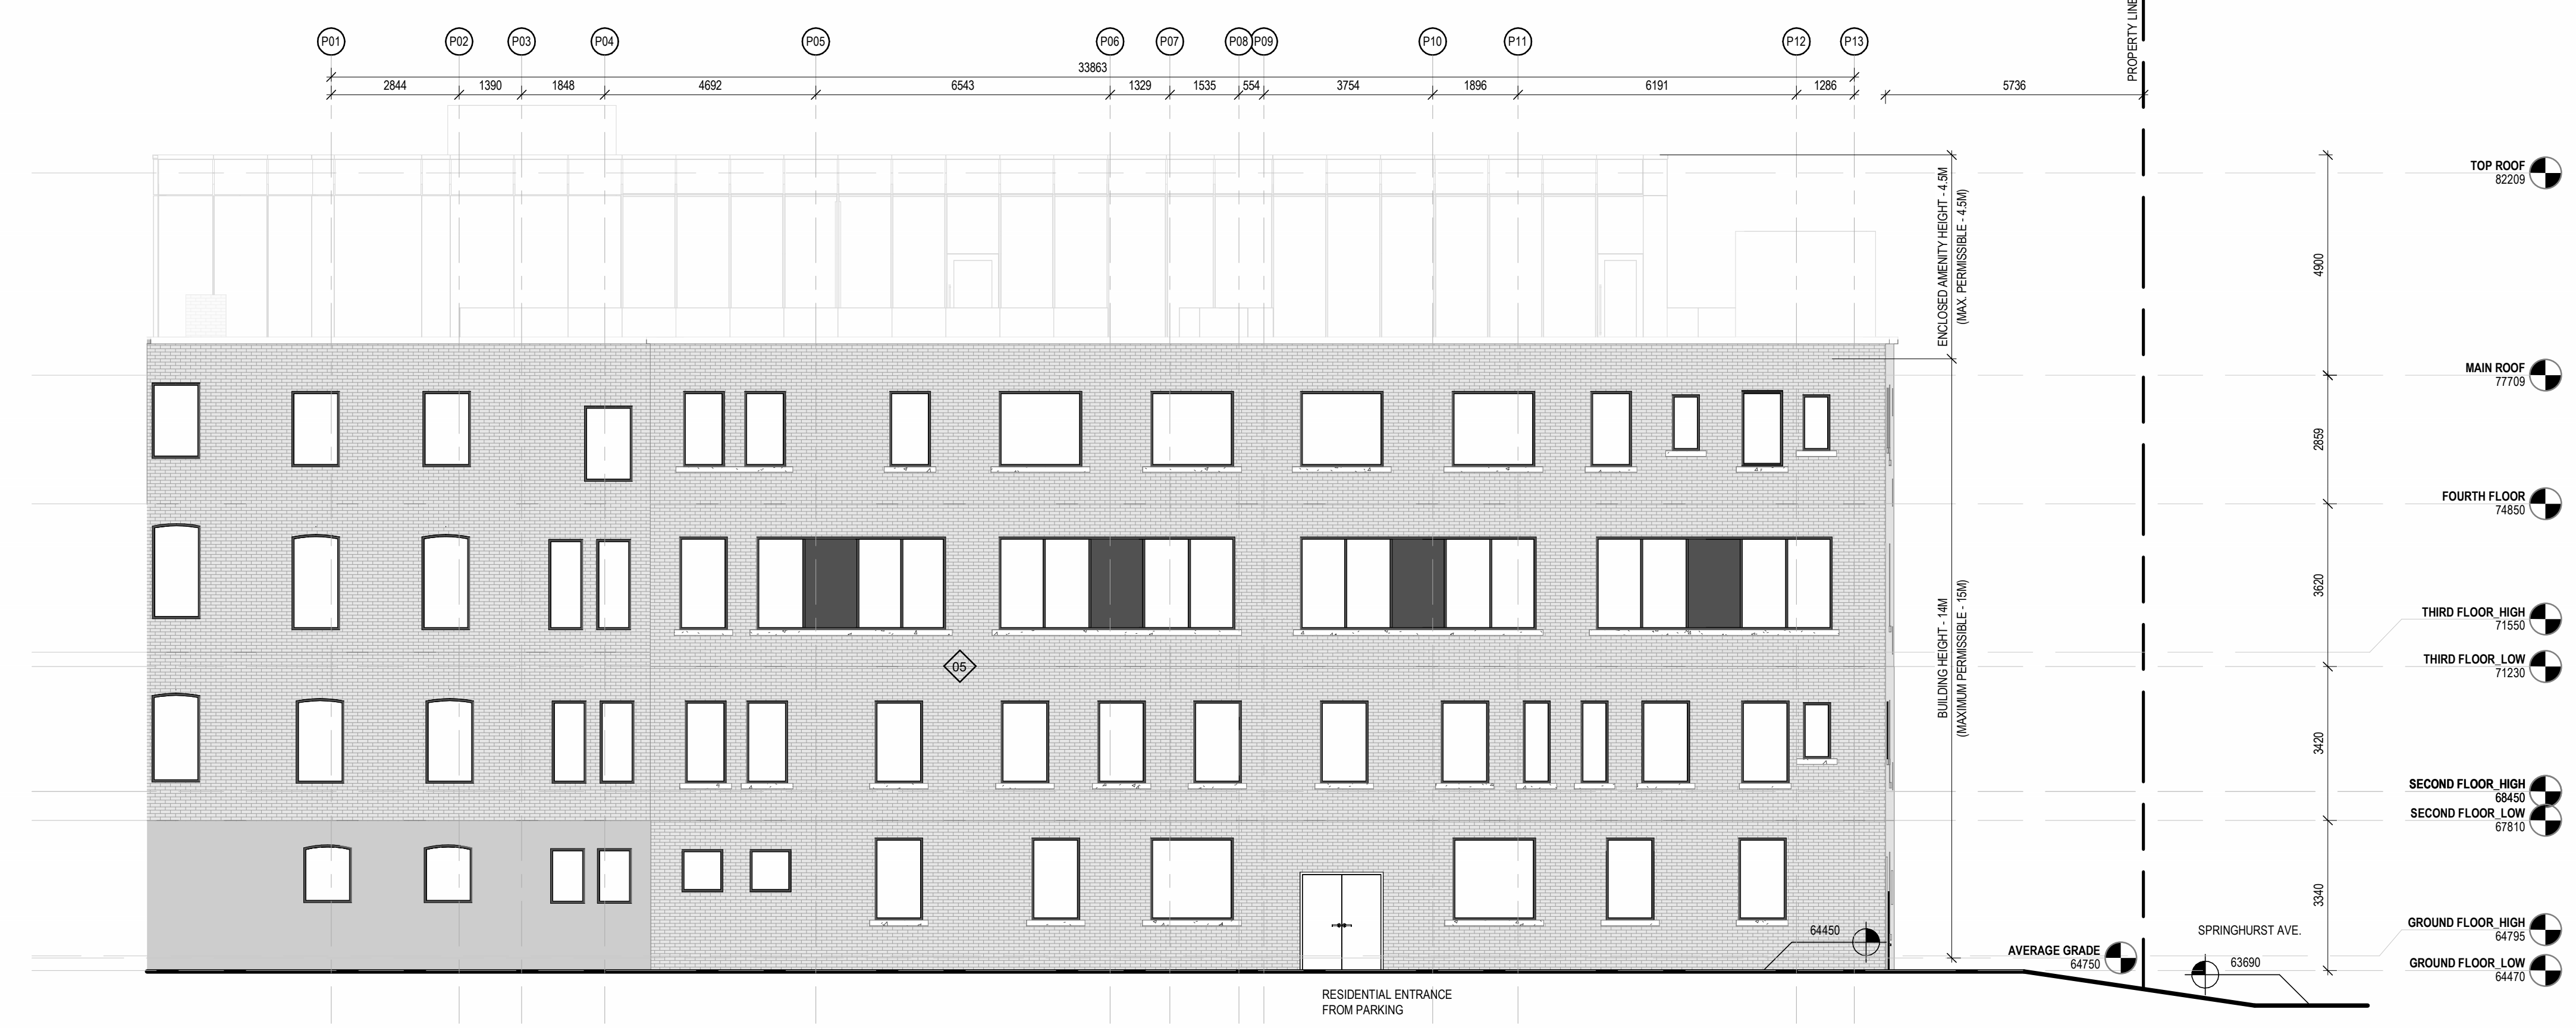 PROPERTY LINE
P01 P02 P03 P04 P05 P06 P07 P08 P09 P10 P11 P12 P13
33863
2844 1390 1848 4692 6543 1329 1535 554 3754 1896 6191 1286 5736
TOP ROOF
82209
ENCLOSED AMENITY HEIGHT - 4.5M
(MAX. PERMISSIBLE - 4.5M)
4900
MAIN ROOF
77709
2859
FOURTH FLOOR
74850
3620
THIRD FLOOR_HIGH
71550
THIRD FLOOR_LOW
71230
05
BUILDING HEIGHT - 14M
(MAXIMUM PERMISSIBLE - 15M)
3420
SECOND FLOOR_HIGH
68450
SECOND FLOOR_LOW
67810
3340
GROUND FLOOR_HIGH
64795
SPRINGHURST AVE.
64450
AVERAGE GRADE
64750
63690
GROUND FLOOR_LOW
64470
RESIDENTIAL ENTRANCE
FROM PARKING